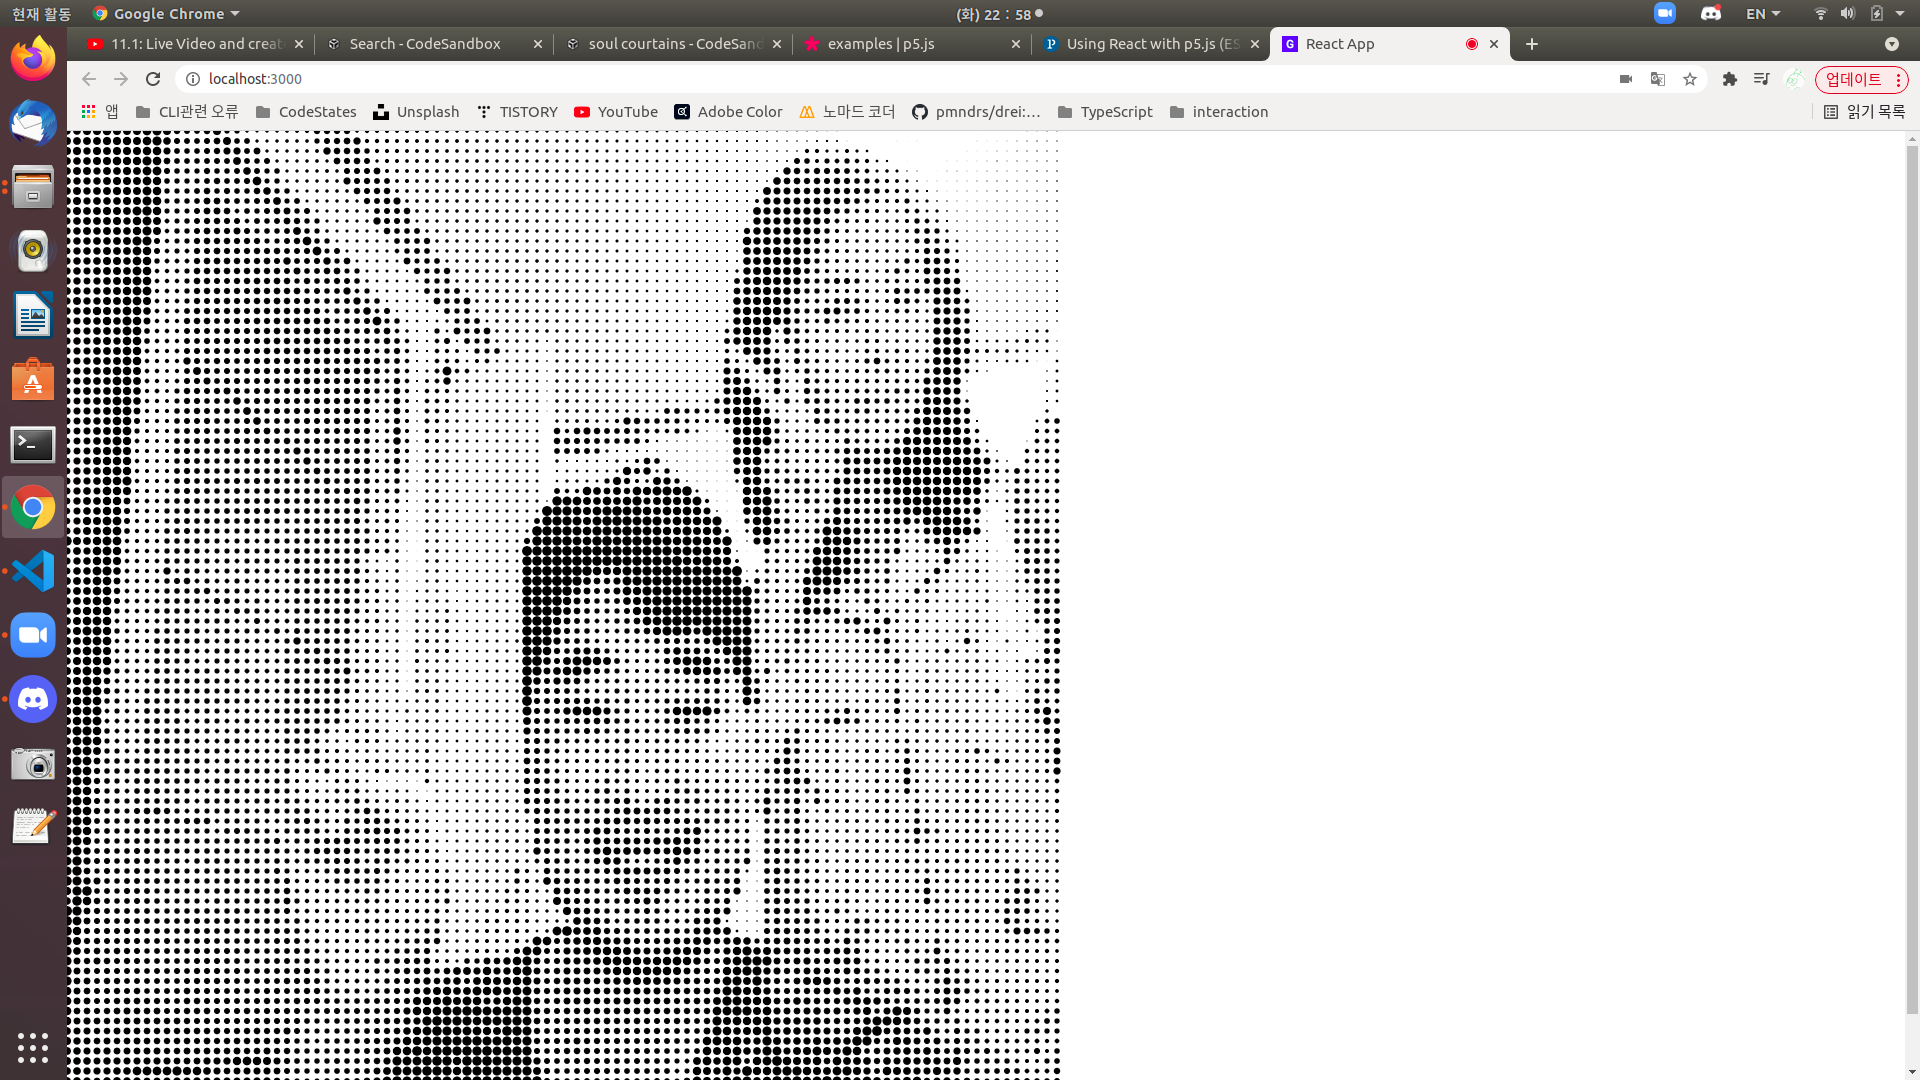 현재 활동 Google Chrome (화) 22 : 58 EN
11.1: Live Video and creat Search - CodeSandbox soul courtains - CodeSand examples | p5.js Using React with p5.js (ES React App
localhost:3000 업데이트
앱 CLI관련 오류 CodeStates Unsplash TISTORY YouTube Adobe Color 노마드 코더 pmndrs/drei:... TypeScript interaction 읽기 목록